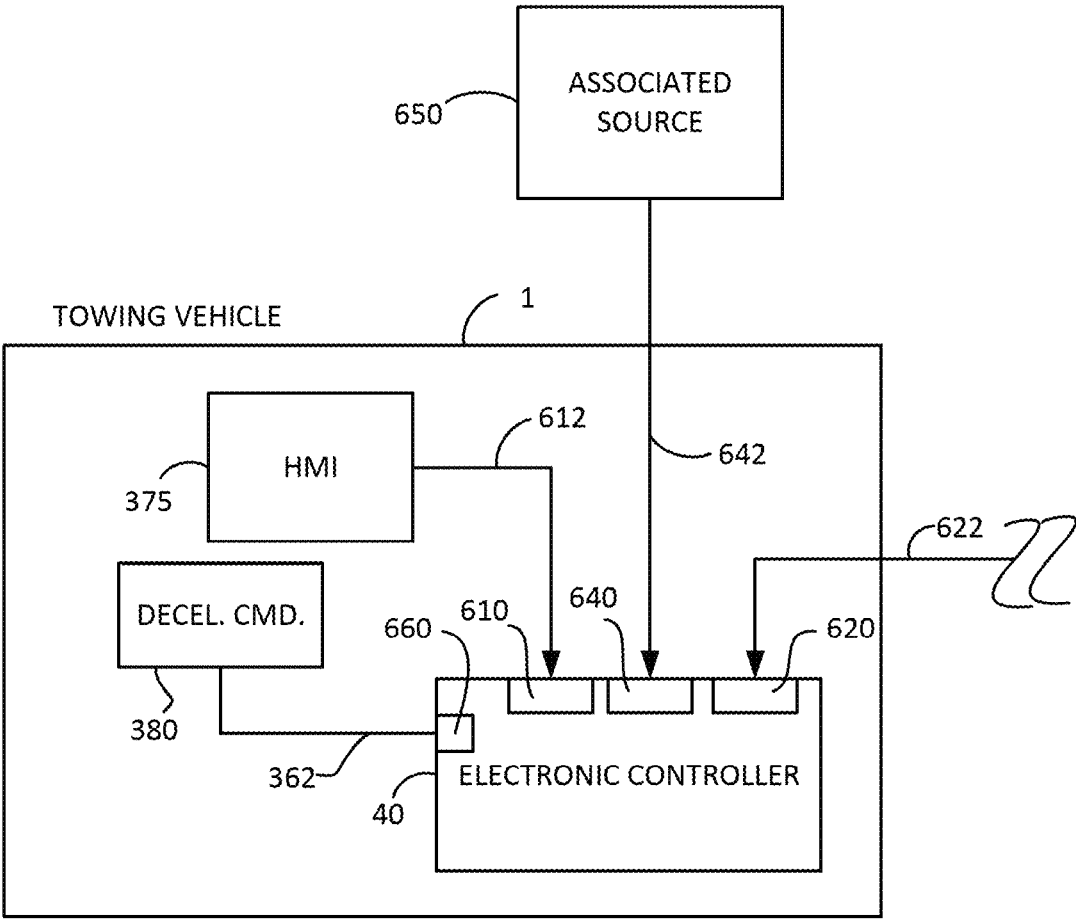 ASSOCIATED
SOURCE
650
1
TOWING VEHICLE
612
HMI
642
375
622
DECEL. CMD.
610
640
660
620
380
362
ELECTRONIC CONTROLLER
40